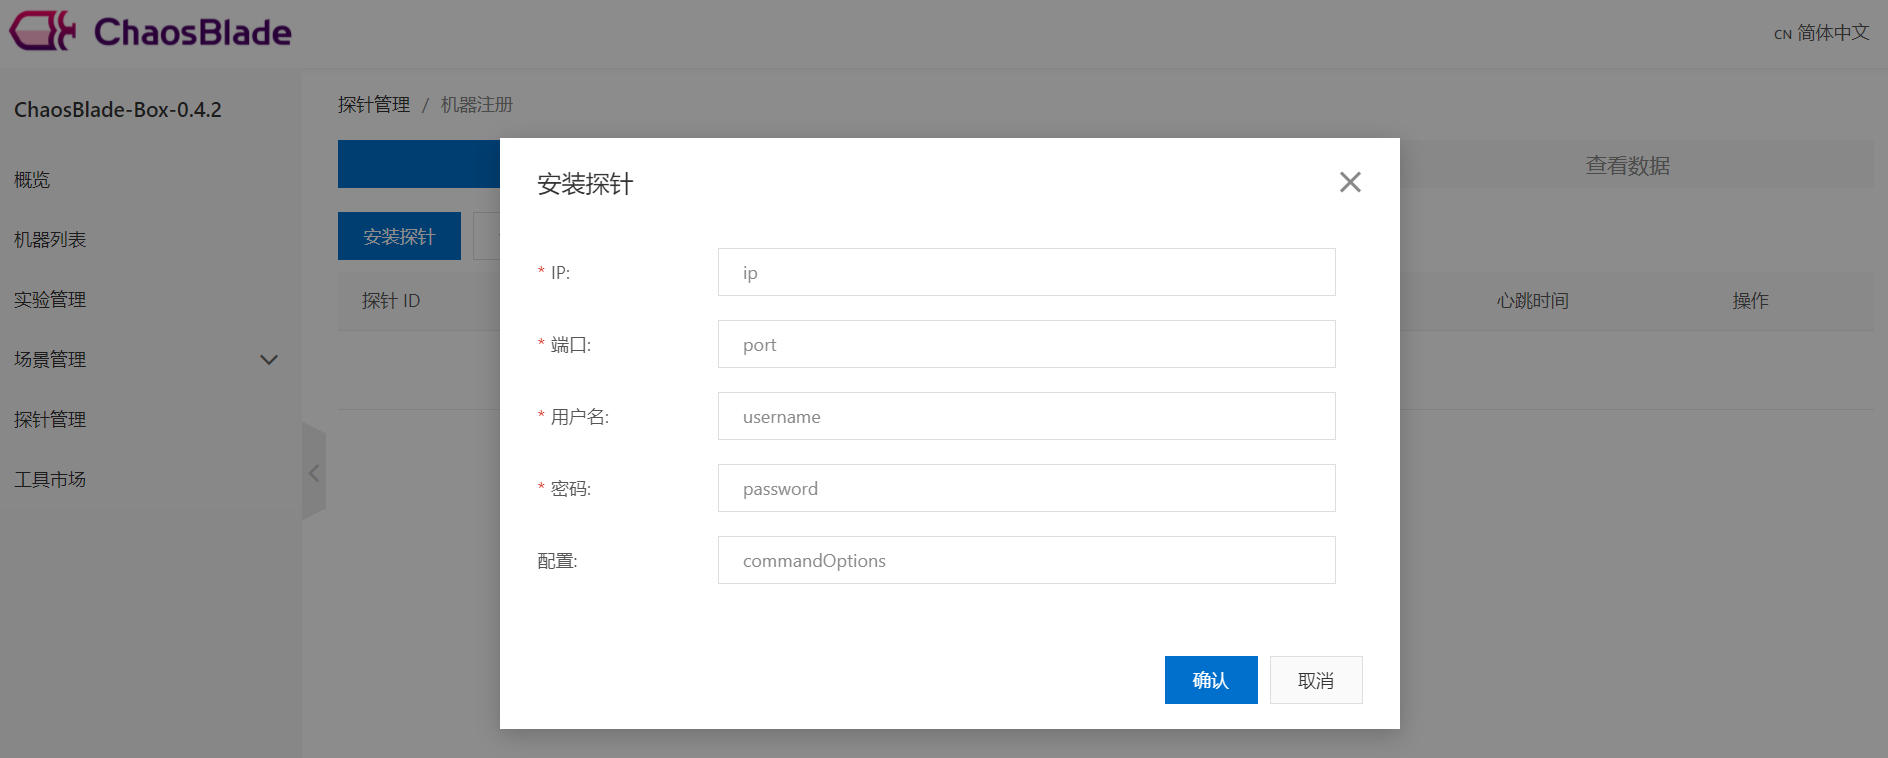 ChaosBlade
CN 简体中文
ChaosBlade-Box-0.4.2
概览
机器列表
实验管理
场景管理
探针管理
工具市场
探针管理 / 机器注册
查看数据
安装探针
探针 ID
心跳时间
操作
安装探针
* IP:
ip
* 端口:
port
* 用户名:
username
* 密码:
password
配置:
commandOptions
确认
取消